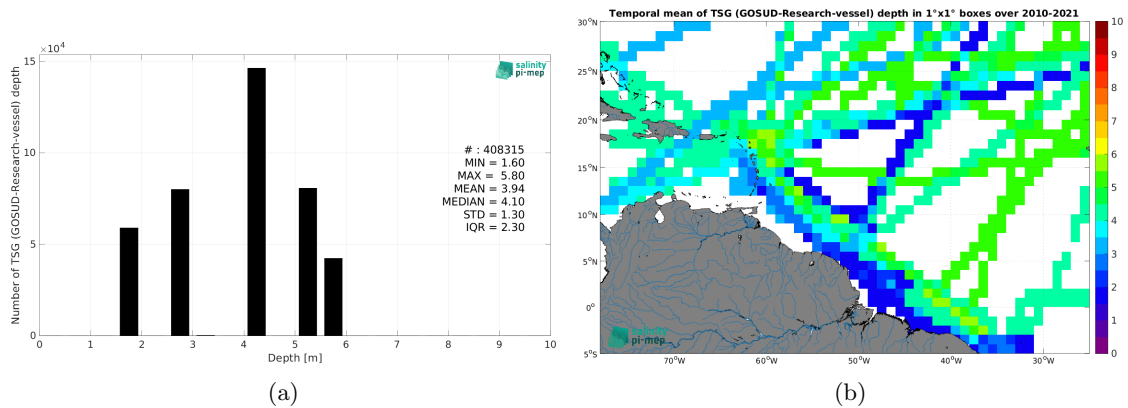 ×10⁴
15
10
5
0
Number of TSG (GOSUD-Research-vessel) depth
0 1 2 3 4 5 6 7 8 9 10
Depth [m]
salinity
pi-mep
# : 408315
MIN = 1.60
MAX = 5.80
MEAN = 3.94
MEDIAN = 4.10
STD = 1.30
IQR = 2.30
(a)
Temporal mean of TSG (GOSUD-Research-vessel) depth in 1°x1° boxes over 2010-2021
30°N
25°N
20°N
15°N
10°N
5°N
0°
5°S
70°W 60°W 50°W 40°W 30°W
salinity
pi-mep
10
9
8
7
6
5
4
3
2
1
0
(b)